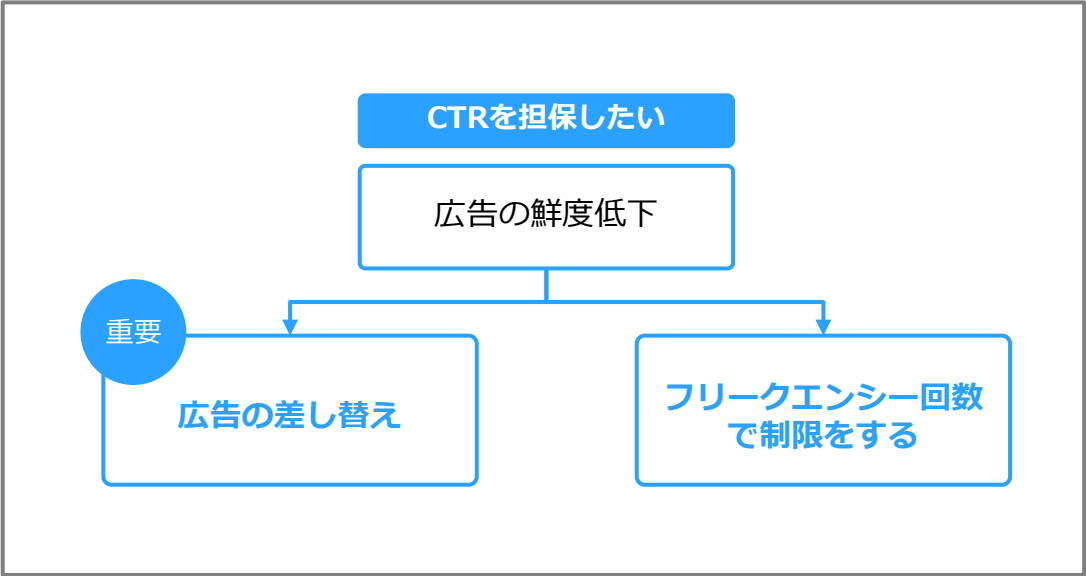 CTRを担保したい
広告の鮮度低下
重要
広告の差し替え
フリークエンシー回数
で制限をする